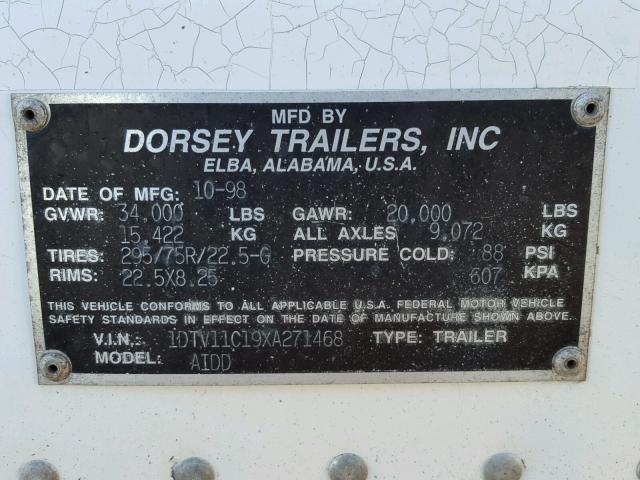 MFD BY
DORSEY TRAILERS, INC
ELBA, ALABAMA, U.S.A.
DATE OF MFG: 10-98
GVWR: 34,000 LBS GAWR: 20,000 LBS
15,422 KG ALL AXLES 9,072 KG
TIRES: 295/75R/22.5-G PRESSURE COLD: 88 PSI
RIMS: 22.5X8.25 607 KPA
THIS VEHICLE CONFORMS TO ALL APPLICABLE U.S.A. FEDERAL MOTOR VEHICLE
SAFETY STANDARDS IN EFFECT ON THE DATE OF MANUFACTURE SHOWN ABOVE.
V.I.N.: 1DTV11C19XA271468 TYPE: TRAILER
MODEL: AIDD